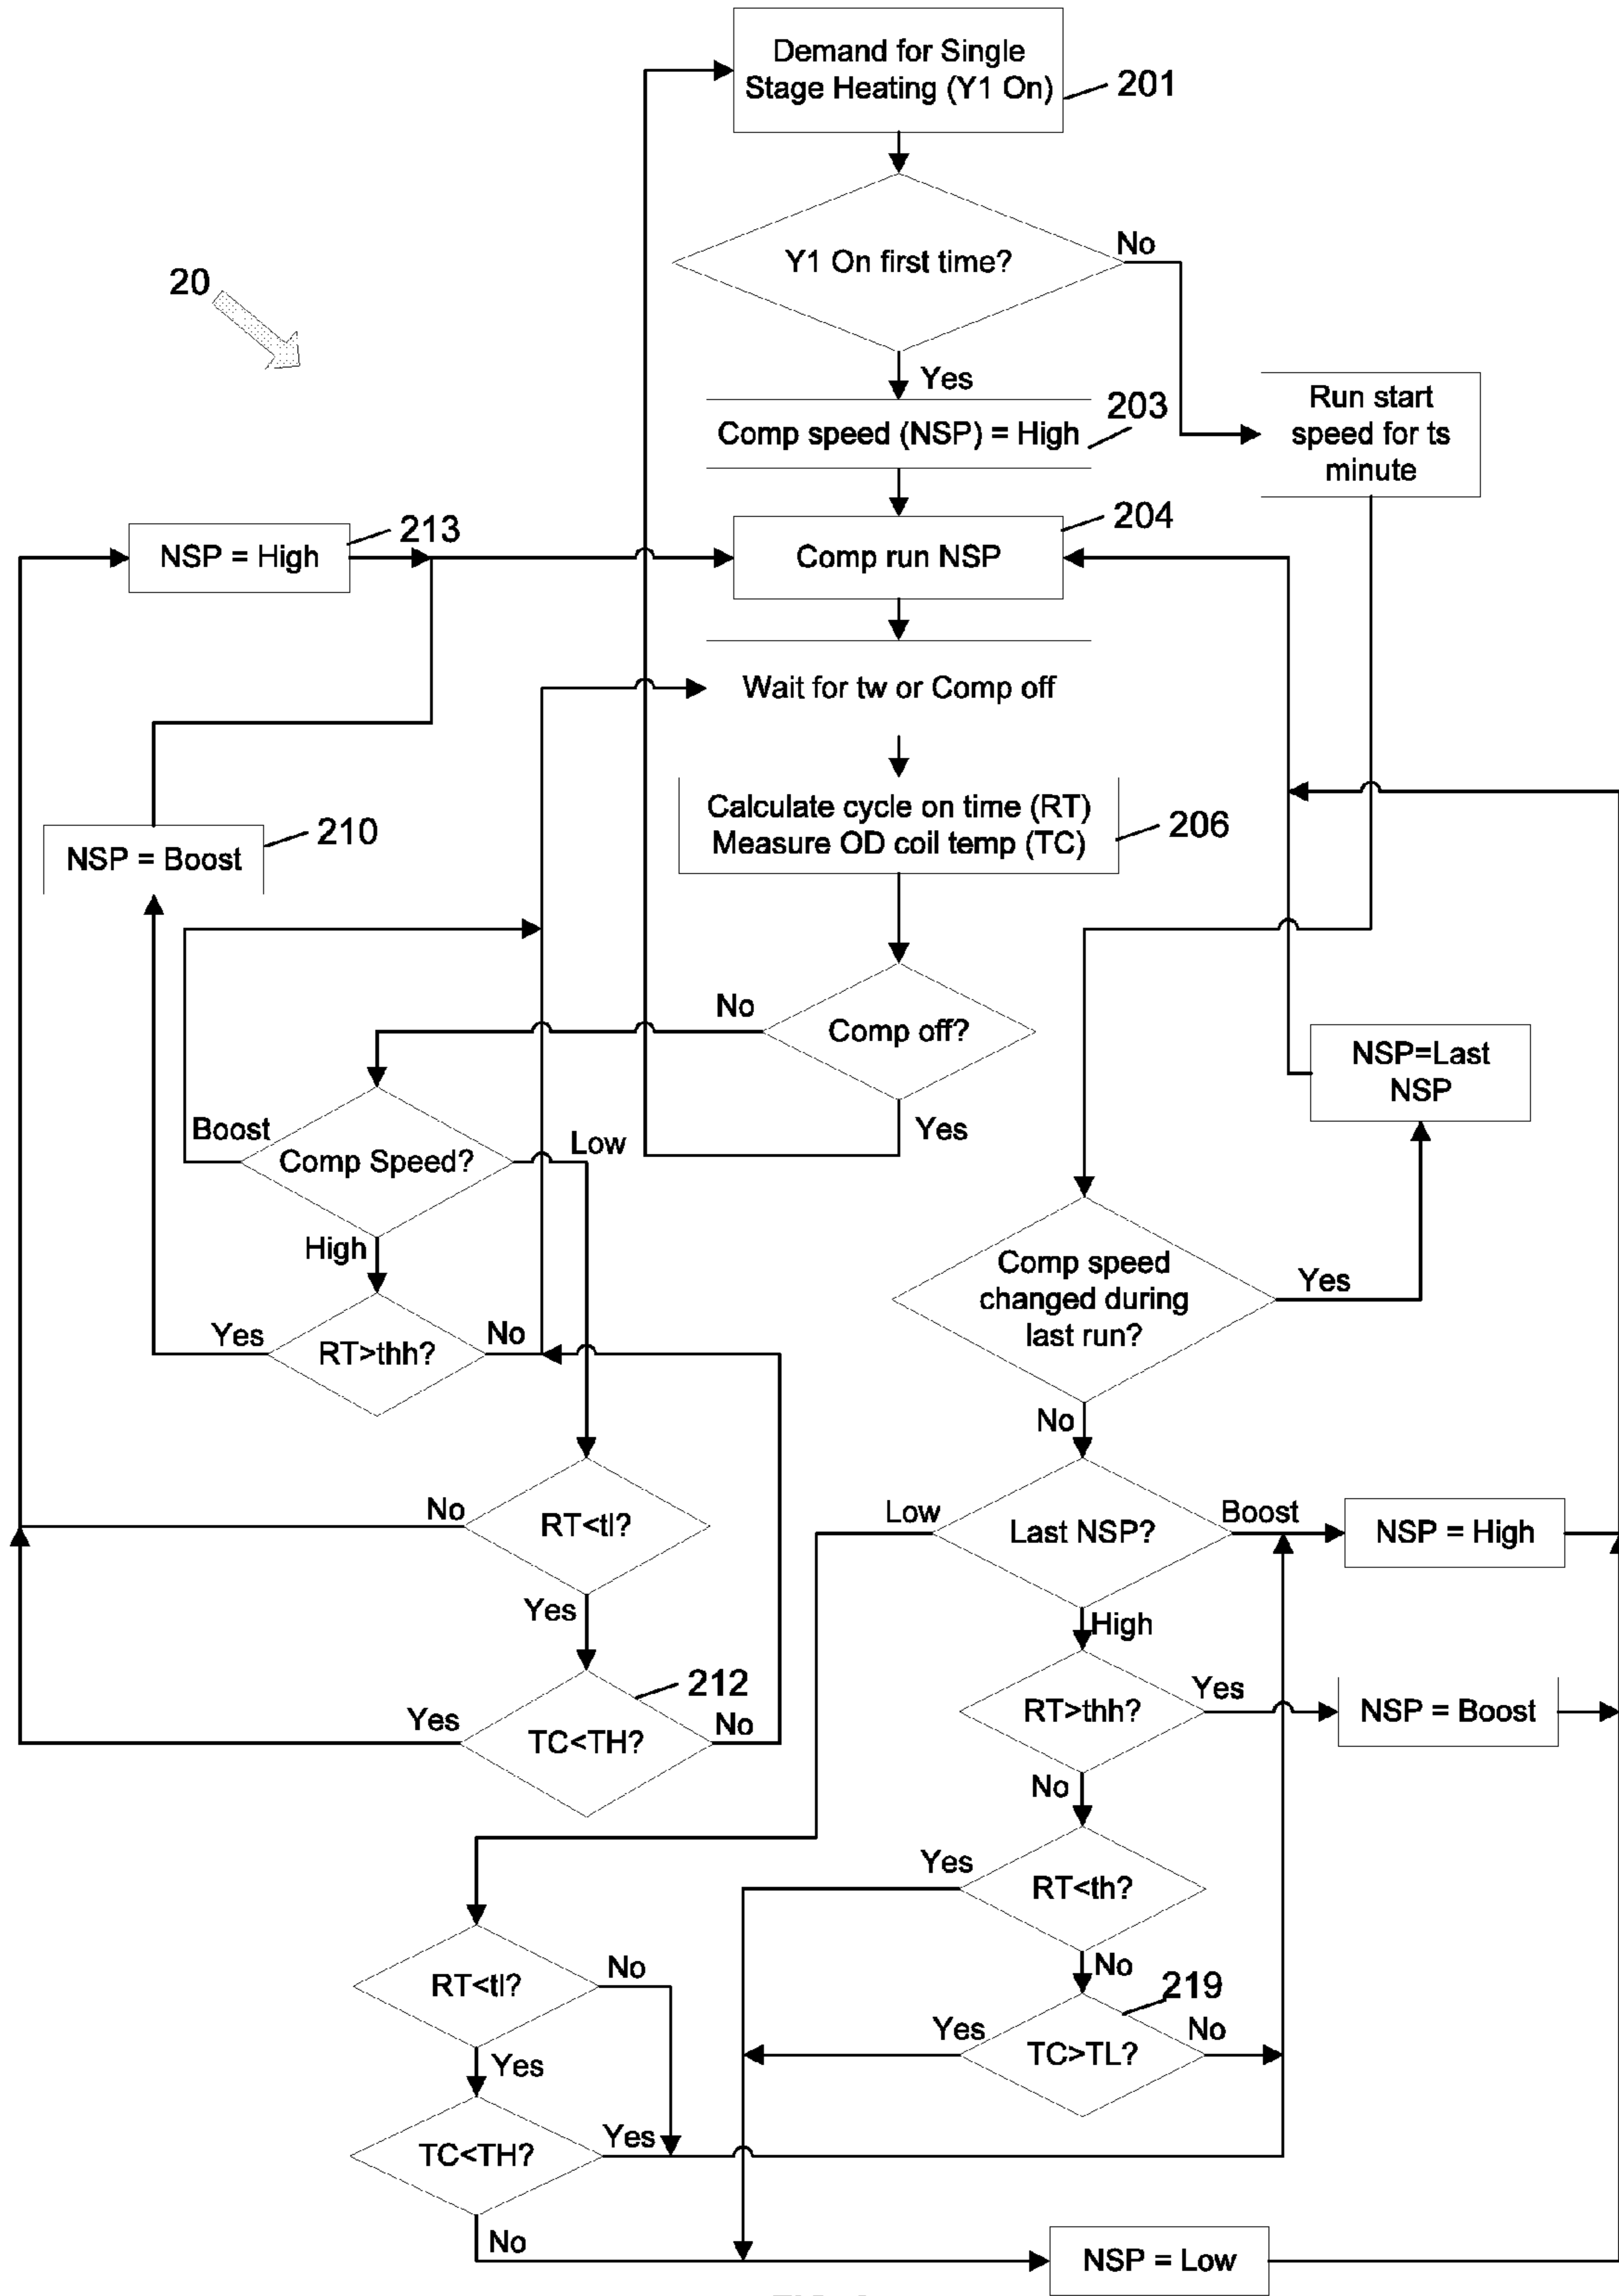 Demand for Single
Stage Heating (Y1 On)
201
Y1 On first time?
No
20
Yes
Comp speed (NSP) = High
203
Run start
speed for ts
minute
NSP = High
213
Comp run NSP
204
Wait for tw or Comp off
Calculate cycle on time (RT)
Measure OD coil temp (TC)
206
NSP = Boost
210
No
Comp off?
Yes
NSP=Last
NSP
Boost
Comp Speed?
Low
High
Comp speed
changed during
last run?
Yes
Yes
RT>thh?
No
No
No
RT<tl?
Low
Last NSP?
Boost
NSP = High
Yes
High
212
Yes
TC<TH?
No
RT>thh?
Yes
NSP = Boost
No
Yes
RT<th?
RT<tl?
No
No
219
Yes
TC>TL?
No
Yes
TC<TH?
Yes
No
NSP = Low